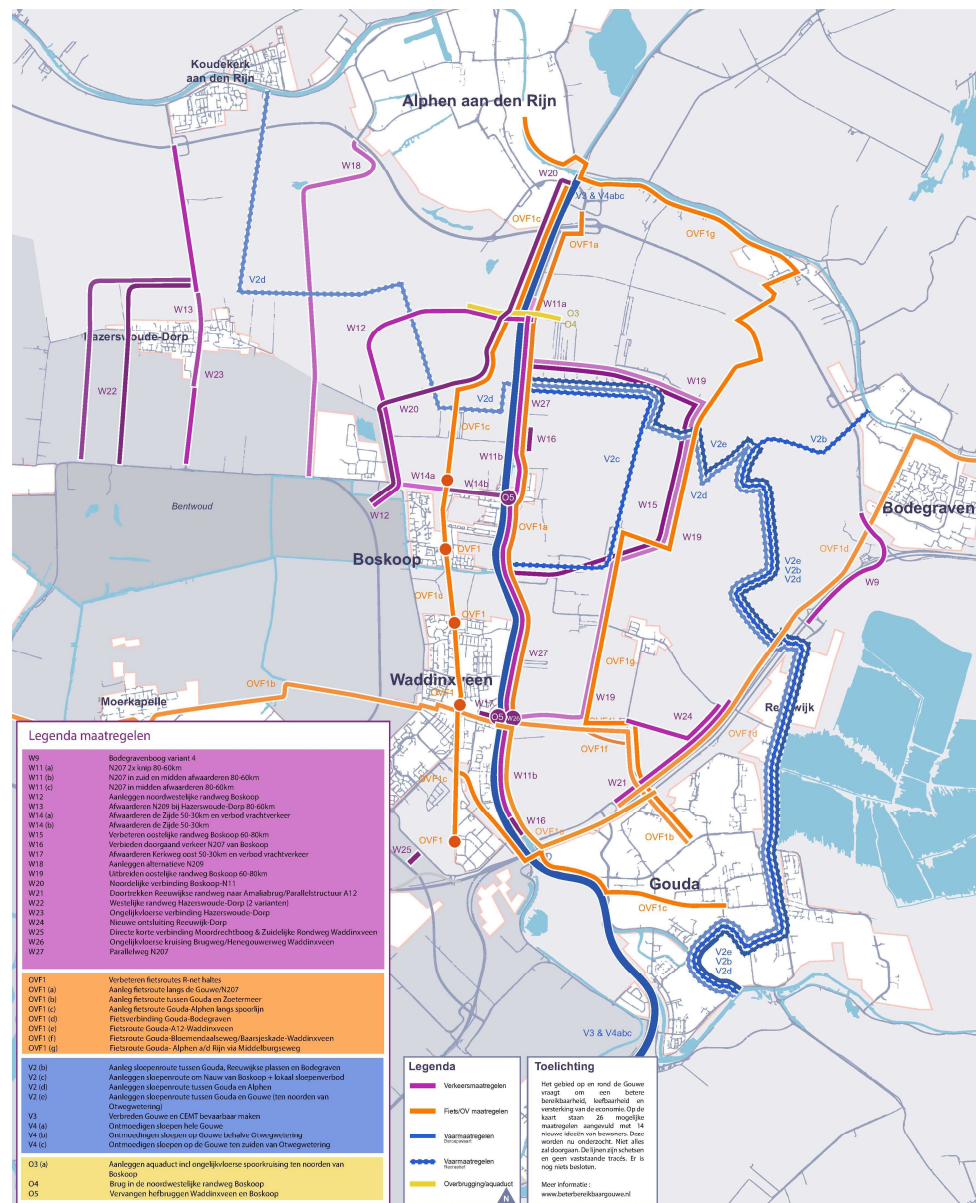 Koudekerk
aan den Rijn
Alphen aan den Rijn
W18
W20
V3 & V4abc
OVF1c
OVF1a
OVF1g
V2d
W13
W11a
O3
O4
W12
Hazerswoude-Dorp
W23
W22
W20
V2d
W27
W19
OVF1c
W16
W11b
V2c
V2e
V2b
V2d
W14a
W14b
O5
W15
Bentwoud
W12
OVF1a
Bodegraven
W19
Boskoop
OVF1
OVF1d
V2e
V2b
V2d
W9
OVF1d
OVF1
W27
OVF1g
Waddinxveen
OVF1b
OVF1
Moerkapelle
W17
O5
W26
W19
W24
OVF1d
OVF1f
W11b
OVF1c
W21
W16
OVF1b
OVF1
W25
Gouda
OVF1c
V2e
V2b
V2d
V3 & V4abc
Legenda maatregelen
W9 Bodegravenboog variant 4
W11 (a) N207 2x knip 80-60km
W11 (b) N207 in zuid en midden afwaarderen 80-60km
W11 (c) N207 in midden afwaarderen 80-60km
W12 Aanleggen noordwestelijke randweg Boskoop
W13 Afwaarderen N209 bij Hazerswoude-Dorp 80-60km
W14 (a) Afwaarderen de Zijde 50-30km en verbod vrachtverkeer
W14 (b) Afwaarderen de Zijde 50-30km
W15 Verbeteren oostelijke randweg Boskoop 60-80km
W16 Verbieden doorgaand verkeer N207 van Boskoop
W17 Afwaarderen Kerkweg oost 50-30km en verbod vrachtverkeer
W18 Aanleggen alternatieve N209
W19 Uitbreiden oostelijke randweg Boskoop 60-80km
W20 Noordelijke verbinding Boskoop-N11
W21 Doortrekken Reeuwijkse randweg naar Amaliabrug/Parallelstructuur A12
W22 Westelijke randweg Hazerswoude-Dorp (2 varianten)
W23 Ongelijkvloerse verbinding Hazerswoude-Dorp
W24 Nieuwe ontsluiting Reeuwijk-Dorp
W25 Directe korte verbinding Moordrechtboog & Zuidelijke Rondweg Waddinxveen
W26 Ongelijkvloerse kruising Brugweg/Henegouwerweg Waddinxveen
W27 Parallelweg N207
OVF1 Verbeteren fietsroutes R-net haltes
OVF1 (a) Aanleg fietsroute langs de Gouwe/N207
OVF1 (b) Aanleg fietsroute tussen Gouda en Zoetermeer
OVF1 (c) Aanleg fietsroute Gouda-Alphen langs spoorlijn
OVF1 (d) Fietsverbinding Gouda-Bodegraven
OVF1 (e) Fietsroute Gouda-A12-Waddinxveen
OVF1 (f) Fietsroute Gouda-Bloemendaalseweg/Baarsjeskade-Waddinxveen
OVF1 (g) Fietsroute Gouda- Alphen a/d Rijn via Middelburgseweg
V2 (b) Aanleg sloepenroute tussen Gouda, Reeuwijkse plassen en Bodegraven
V2 (c) Aanleggen sloepenroute om Nauw van Boskoop + lokaal sloepenverbod
V2 (d) Aanleggen sloepenroute tussen Gouda en Alphen
V2 (e) Aanleggen sloepenroute tussen Gouda en Gouwe (ten noorden van
Otwegwetering)
V3 Verbreden Gouwe en CEMT bevaarbaar maken
V4 (a) Ontmoedigen sloepen hele Gouwe
V4 (b) Ontmoedigen sloepen op Gouwe behalve Otwegwetering
V4 (c) Ontmoedigen sloepen op de Gouwe ten zuiden van Otwegwetering
O3 (a) Aanleggen aquaduct incl ongelijkvloerse spoorkruising ten noorden van
Boskoop
O4 Brug in de noordwestelijke randweg Boskoop
O5 Vervangen hefbruggen Waddinxveen en Boskoop
Legenda
Verkeersmaatregelen
Fiets/OV maatregelen
Vaarmaatregelen
Beroepsvaart
Vaarmaatregelen
Recreatief
Overbrugging/aquaduct
N
Toelichting
Het gebied op en rond de Gouwe
vraagt om een betere
bereikbaarheid, leefbaarheid en
versterking van de economie. Op de
kaart staan 26 mogelijke
maatregelen aangevuld met 14
nieuwe ideeën van bewoners. Deze
worden nu onderzocht. Niet alles
zal doorgaan. De lijnen zijn schetsen
en geen vaststaande tracés. Er is
nog niets besloten.
Meer informatie :
www.beterbereikbaargouwe.nl